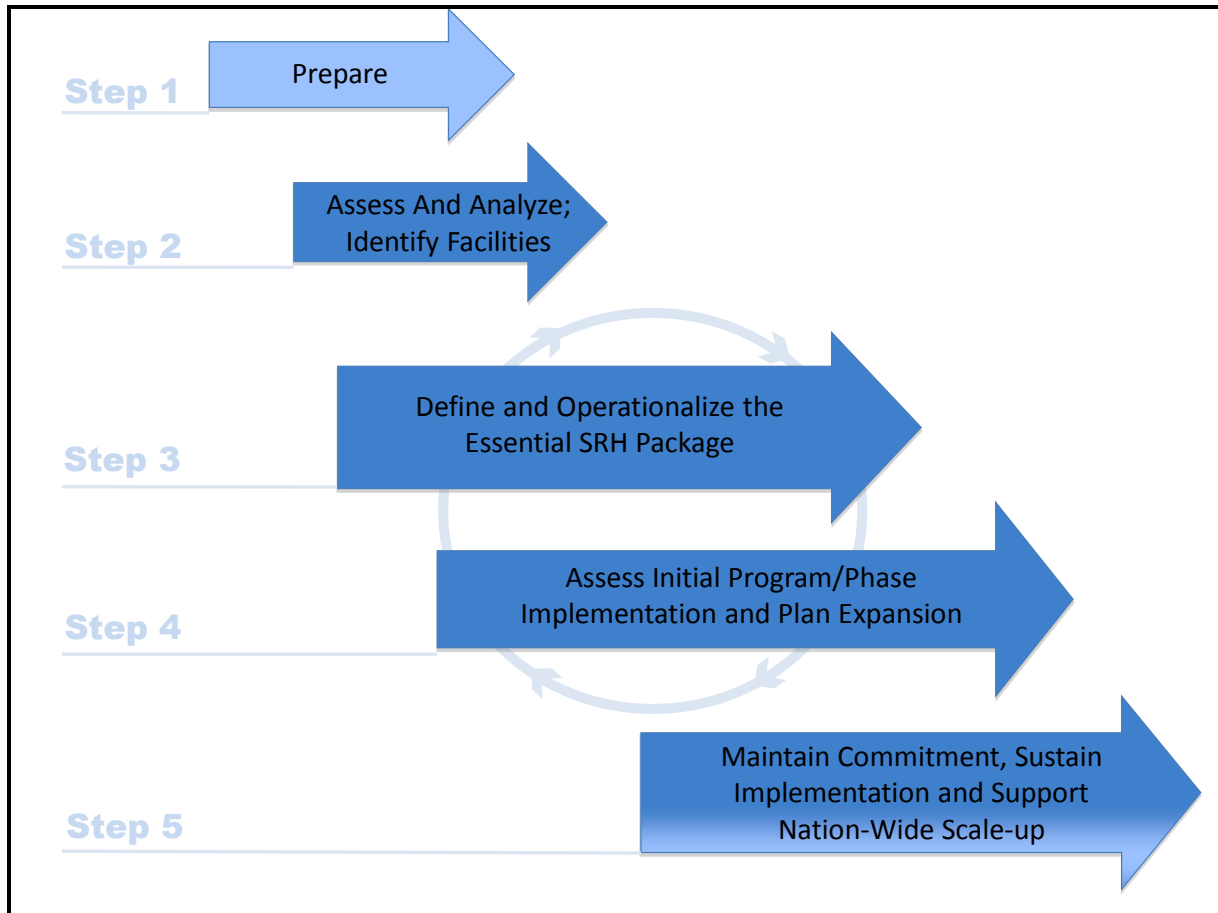 Step 1
Prepare
Step 2
Assess And Analyze;
Identify Facilities
Step 3
Define and Operationalize the
Essential SRH Package
Step 4
Assess Initial Program/Phase
Implementation and Plan Expansion
Step 5
Maintain Commitment, Sustain
Implementation and Support
Nation-Wide Scale-up